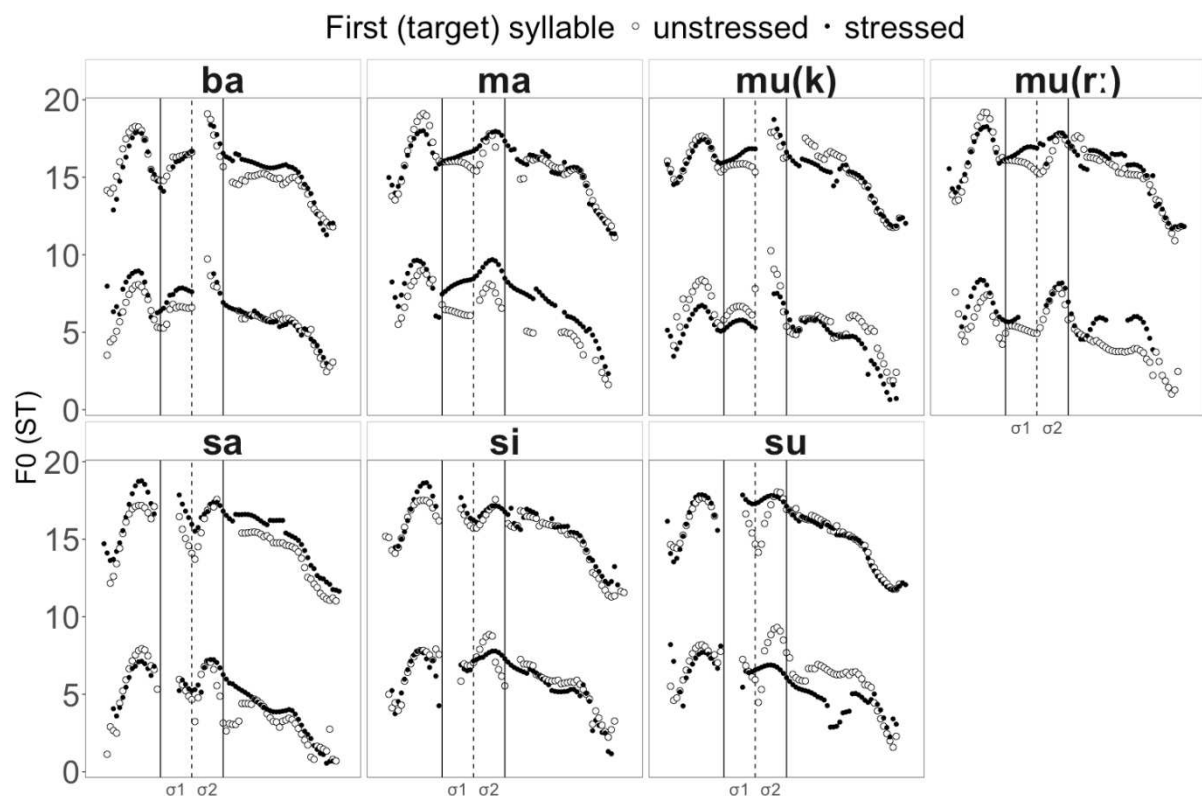 First (target) syllable ○ unstressed • stressed
ba ma mu(k) mu(rː)
20
15
10
5
0
F0 (ST)
σ1 σ2
sa si su
20
15
10
5
0
σ1 σ2 σ1 σ2 σ1 σ2